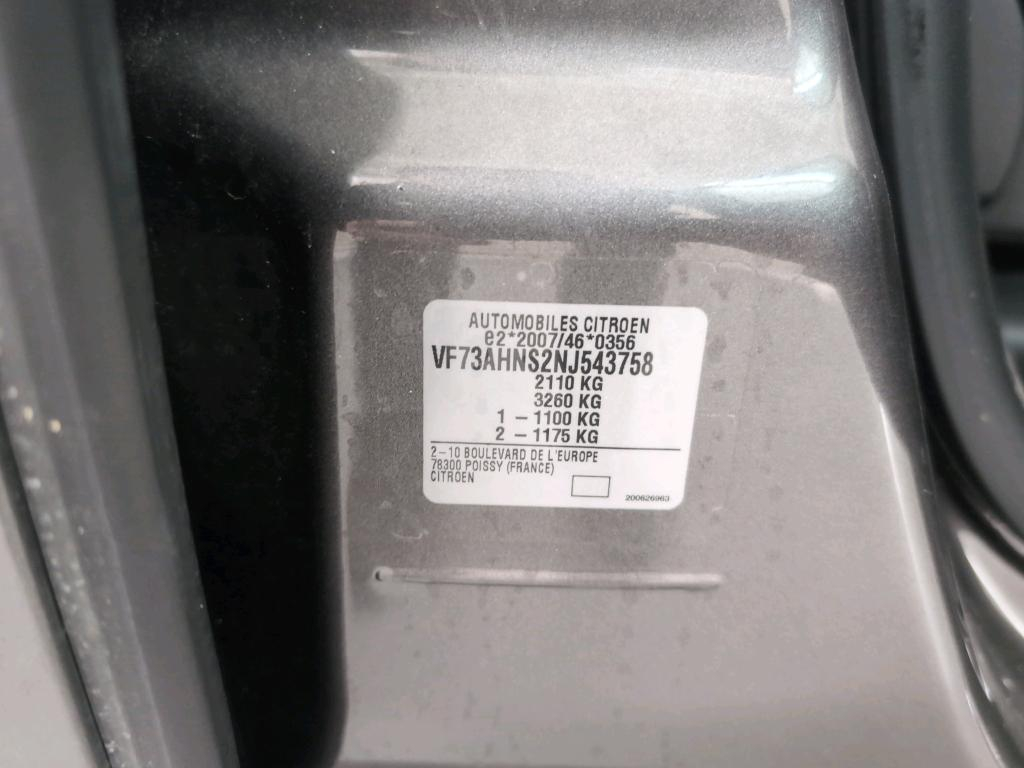 AUTOMOBILES CITROEN
e2*2007/46*0356
VF73AHNS2NJ543758
2110 KG
3260 KG
1 – 1100 KG
2 – 1175 KG
2–10 BOULEVARD DE L'EUROPE
78300 POISSY (FRANCE)
CITROEN
200626963